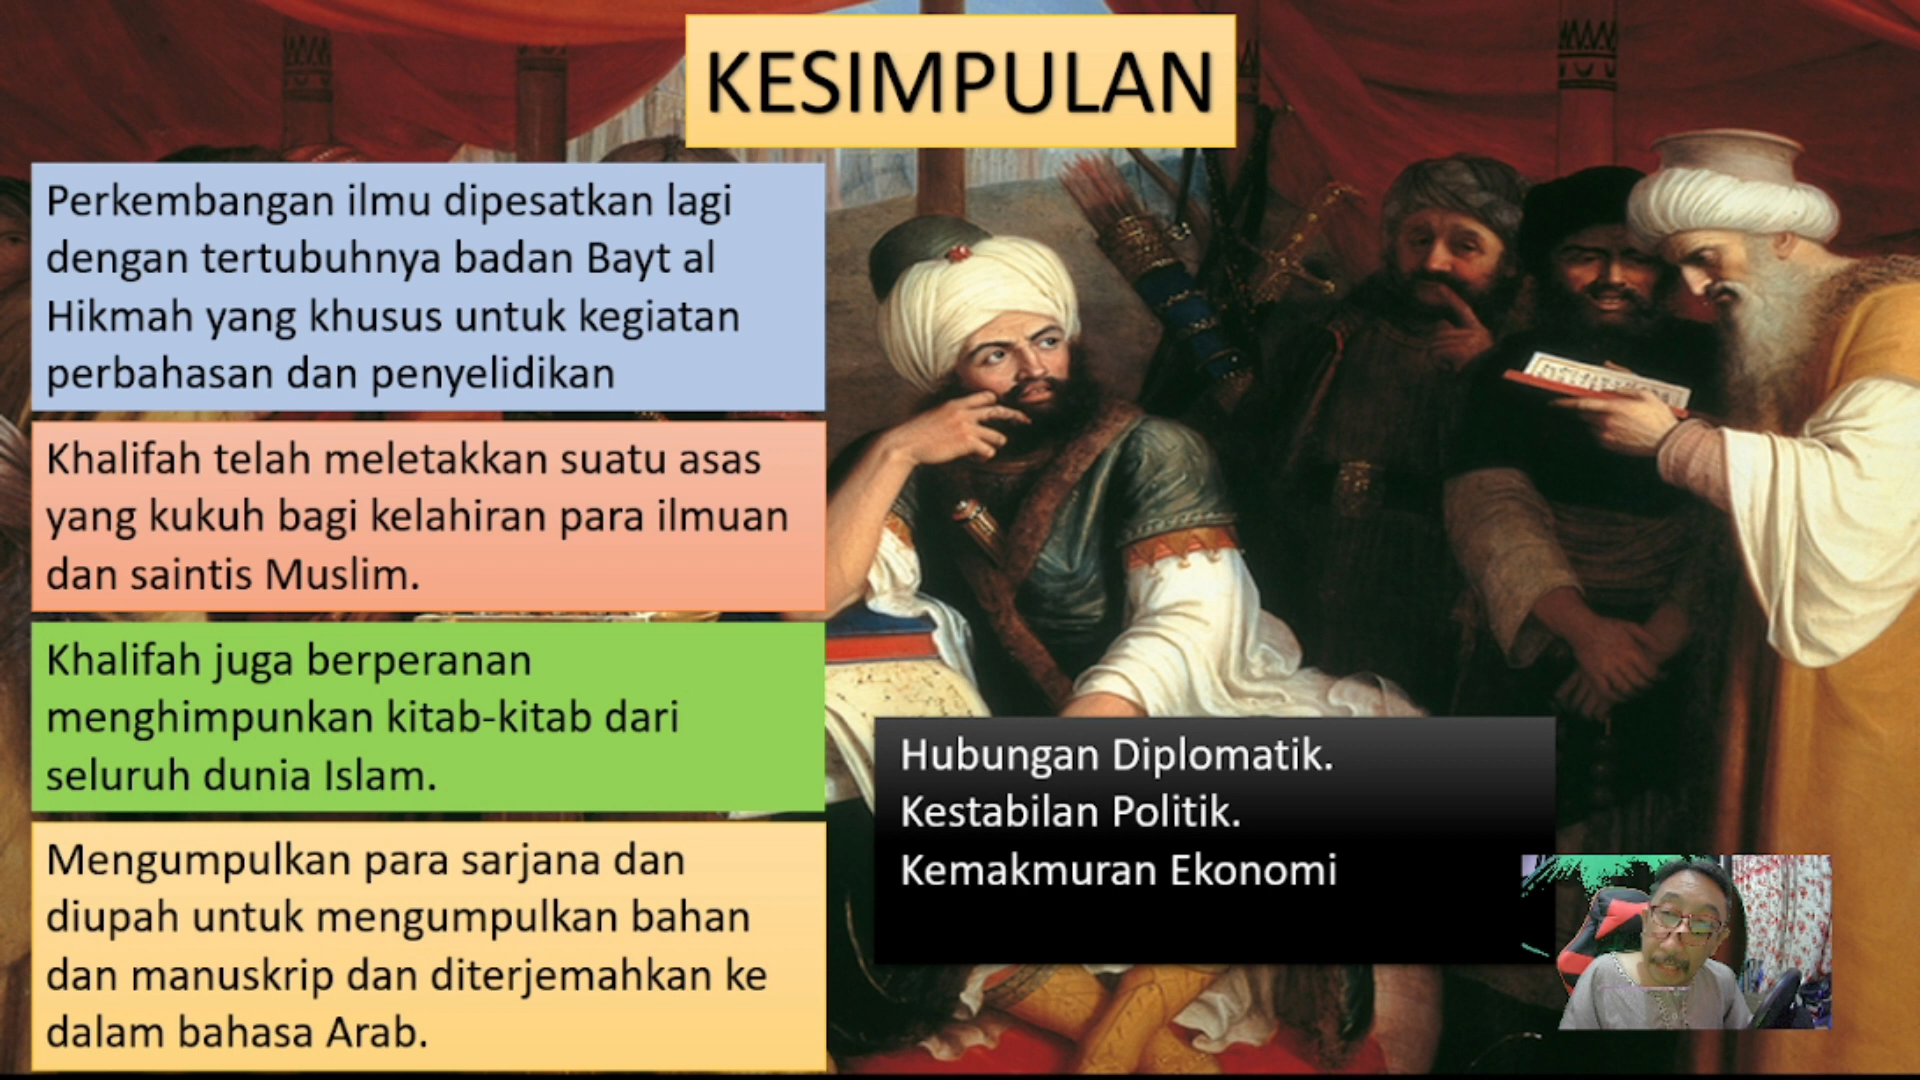 KESIMPULAN
Perkembangan ilmu dipesatkan lagi
dengan tertubuhnya badan Bayt al
Hikmah yang khusus untuk kegiatan
perbahasan dan penyelidikan
Khalifah telah meletakkan suatu asas
yang kukuh bagi kelahiran para ilmuan
dan saintis Muslim.
Khalifah juga berperanan
menghimpunkan kitab-kitab dari
seluruh dunia Islam.
Mengumpulkan para sarjana dan
diupah untuk mengumpulkan bahan
dan manuskrip dan diterjemahkan ke
dalam bahasa Arab.
Hubungan Diplomatik.
Kestabilan Politik.
Kemakmuran Ekonomi